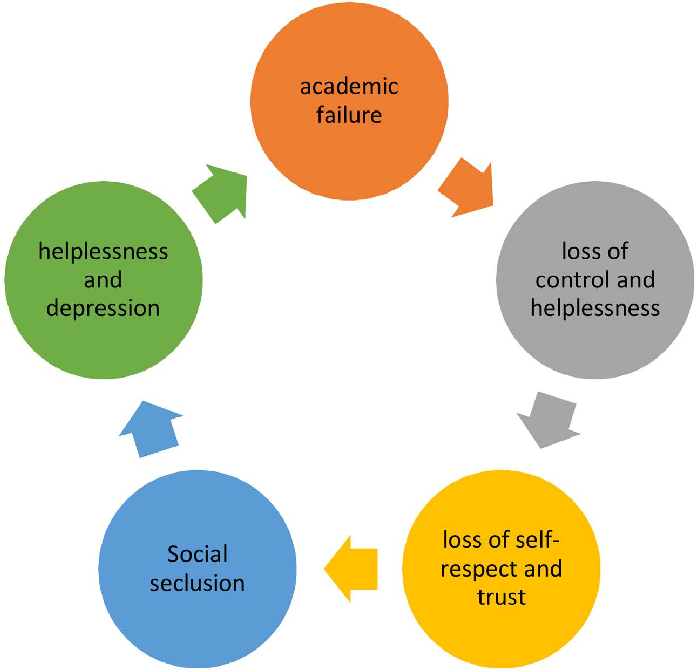 academic
failure
loss of
control and
helplessness
loss of self-
respect and
trust
Social
seclusion
helplessness
and
depression